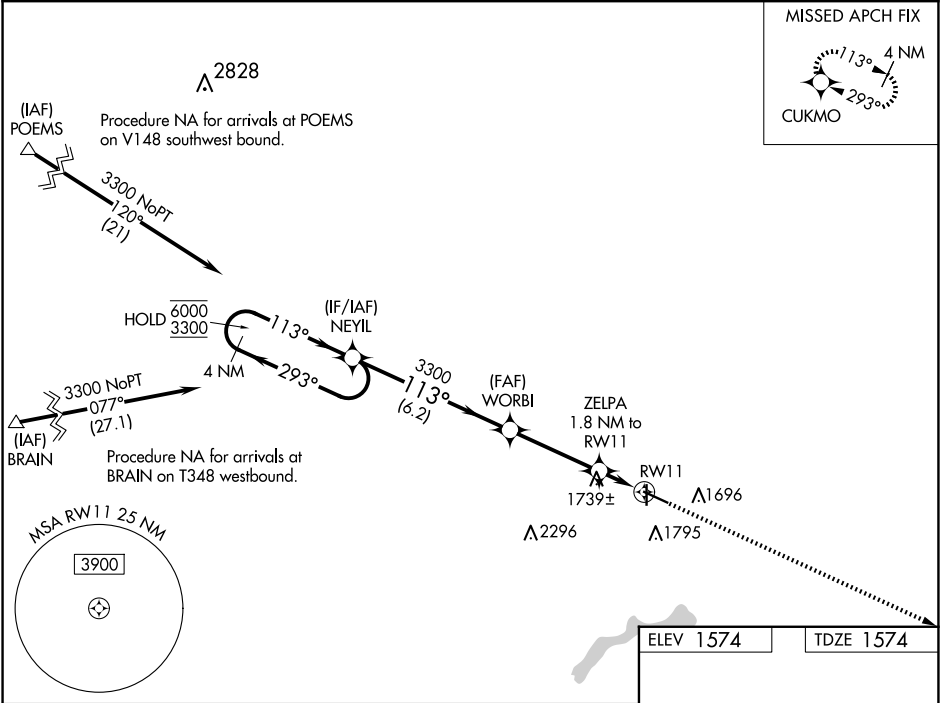 MISSED APCH FIX
4 NM
113°
293°
CUKMO
2828
(IAF)
POEMS
Procedure NA for arrivals at POEMS
on V148 southwest bound.
3300 NoPT
120°
(21)
HOLD 6000
3300
113°
293°
4 NM
(IF/IAF)
NEYIL
3300
113°
(6.2)
(FAF)
WORBI
ZELPA
1.8 NM to
RW11
RW11
1739±
1696
2296
1795
3300 NoPT
077°
(27.1)
(IAF)
BRAIN
Procedure NA for arrivals at
BRAIN on T348 westbound.
MSA RW11 25 NM
3900
ELEV 1574
TDZE 1574